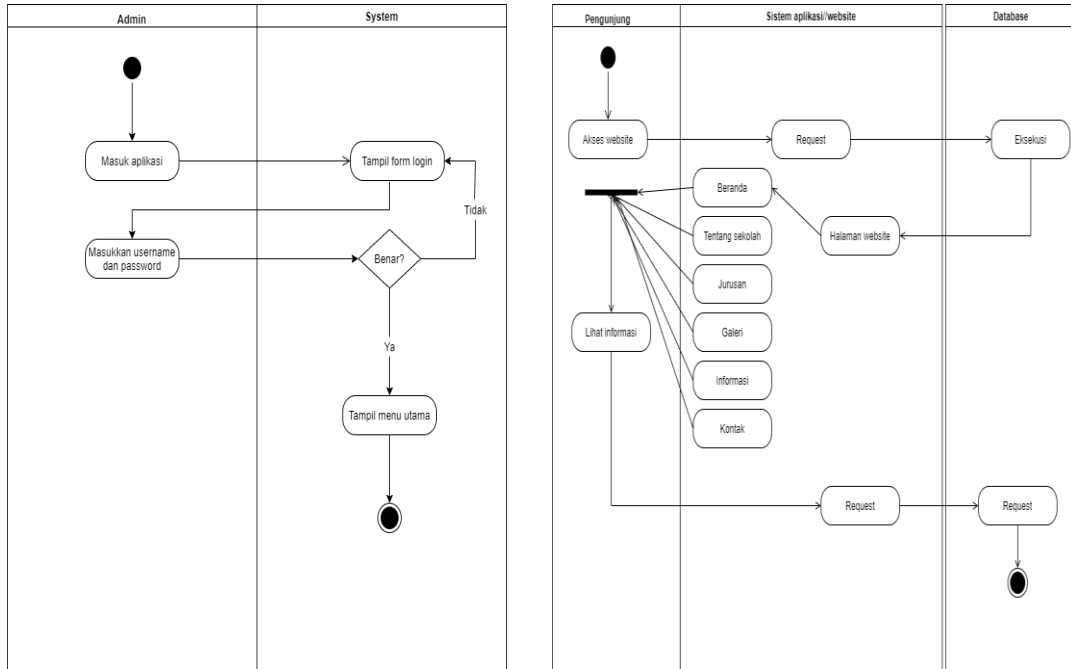 Admin
System
Masuk aplikasi
Tampil form login
Tidak
Masukkan username
dan password
Benar?
Ya
Tampil menu utama
Pengunjung
Sistem aplikasi//website
Database
Akses website
Request
Eksekusi
Beranda
Tentang sekolah
Halaman website
Jurusan
Lihat informasi
Galeri
Informasi
Kontak
Request
Request